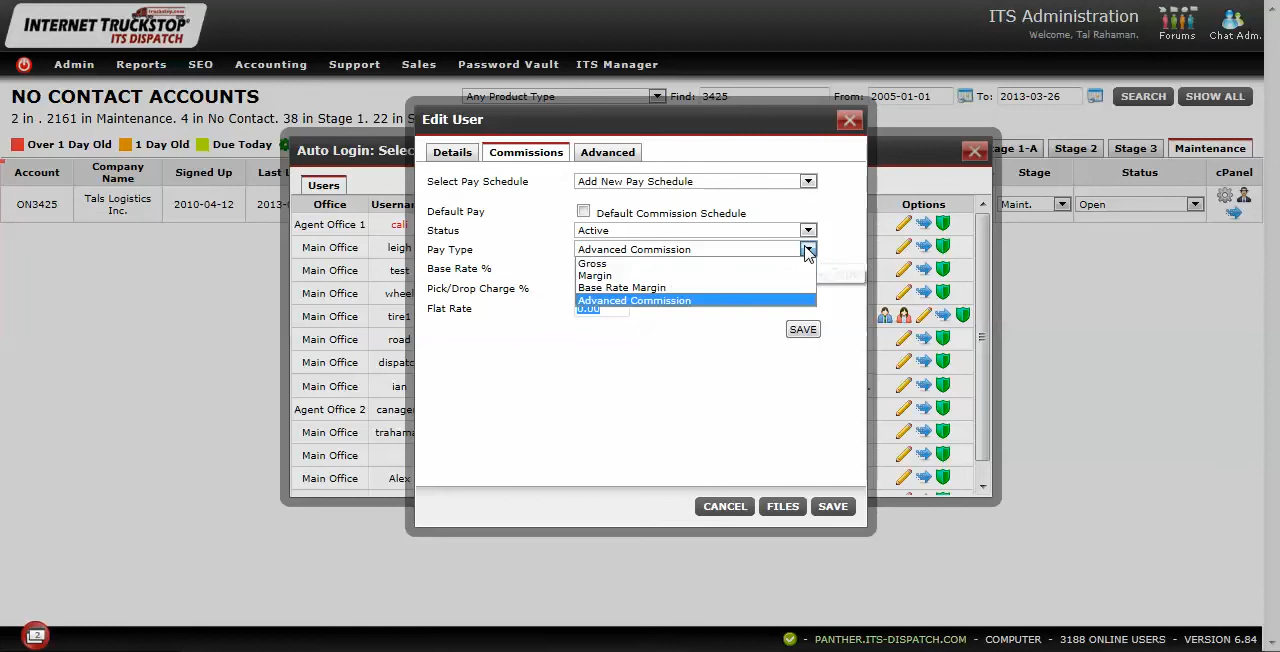 INTERNET TRUCKSTOP
truckstop.com
ITS DISPATCH
ITS Administration
Welcome, Tal Rahaman.
Forums
Chat Adm.
Admin Reports SEO Accounting Support Sales Password Vault ITS Manager
NO CONTACT ACCOUNTS
Any Product Type Find: 3425 From: 2005-01-01 To: 2013-03-26 SEARCH SHOW ALL
2 in . 2161 in Maintenance. 4 in No Contact. 38 in Stage 1. 22 in S
Over 1 Day Old 1 Day Old Due Today
age 1-A Stage 2 Stage 3 Maintenance
Account Company Name Signed Up Last Stage Status cPanel
ON3425 Tals Logistics Inc. 2010-04-12 2013- Maint. Open
Auto Login: Selec
Users
Office Username Options
Agent Office 1 cali
Main Office leigh
Main Office test
Main Office wheel
Main Office tire1
Main Office road
Main Office dispatc
Main Office ian
Agent Office 2 canage
Main Office trahama
Main Office
Main Office Alex
Edit User
Details Commissions Advanced
Select Pay Schedule Add New Pay Schedule
Default Pay Default Commission Schedule
Status Active
Pay Type Advanced Commission
Gross
Margin
Base Rate Margin
Advanced Commission
Base Rate %
Pick/Drop Charge %
Flat Rate 0.00
SAVE
CANCEL FILES SAVE
2
- PANTHER.ITS-DISPATCH.COM - COMPUTER - 3188 ONLINE USERS - VERSION 6.84